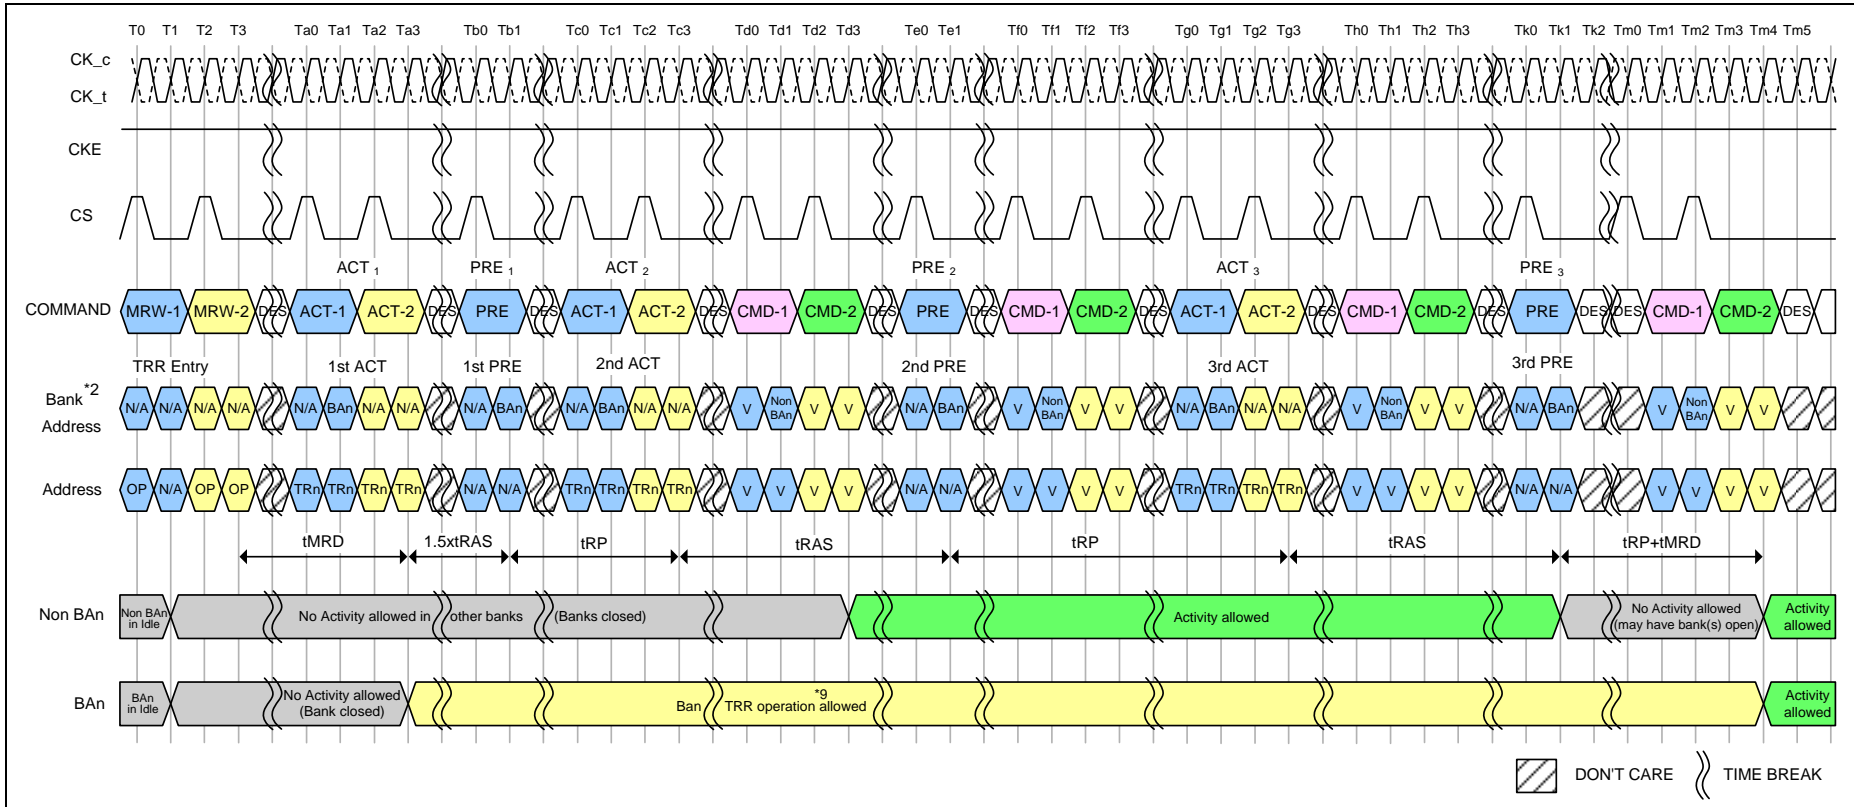 T0 T1 T2 T3 Ta0 Ta1 Ta2 Ta3 Tb0 Tb1 Tc0 Tc1 Tc2 Tc3 Td0 Td1 Td2 Td3 Te0 Te1 Tf0 Tf1 Tf2 Tf3 Tg0 Tg1 Tg2 Tg3 Th0 Th1 Th2 Th3 Tk0 Tk1 Tk2 Tm0 Tm1 Tm2 Tm3 Tm4 Tm5
CK_c
CK_t
CKE
CS
ACT 1 PRE 1 ACT 2 PRE 2 ACT 3 PRE 3
COMMAND MRW-1 MRW-2 DES ACT-1 ACT-2 DES PRE DES ACT-1 ACT-2 DES CMD-1 CMD-2 DES PRE DES CMD-1 CMD-2 DES ACT-1 ACT-2 DES CMD-1 CMD-2 DES PRE DES DES CMD-1 CMD-2 DES
TRR Entry 1st ACT 1st PRE 2nd ACT 2nd PRE 3rd ACT 3rd PRE
Bank*2 Address N/A N/A N/A N/A N/A BAn N/A N/A N/A BAn N/A BAn N/A N/A V Non BAn V V N/A BAn V Non BAn V V N/A BAn N/A N/A V Non BAn V V N/A BAn V Non BAn V V
Address OP N/A OP OP TRn TRn TRn TRn N/A N/A TRn TRn TRn TRn V V V V N/A N/A V V V V TRn TRn TRn TRn V V V V N/A N/A V V V V
tMRD 1.5xtRAS tRP tRAS tRP tRAS tRP+tMRD
Non BAn Non BAn in Idle No Activity allowed in other banks (Banks closed) Activity allowed No Activity allowed (may have bank(s) open) Activity allowed
BAn BAn in Idle No Activity allowed (Bank closed) Ban TRR operation allowed *9 Activity allowed
DON'T CARE TIME BREAK